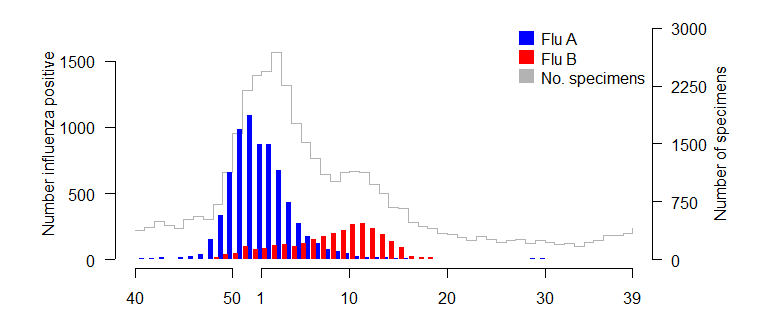 Flu A
Flu B
No. specimens
Number influenza positive
1500
1000
500
0
3000
2250
1500
750
0
Number of specimens
40 50 1 10 20 30 39